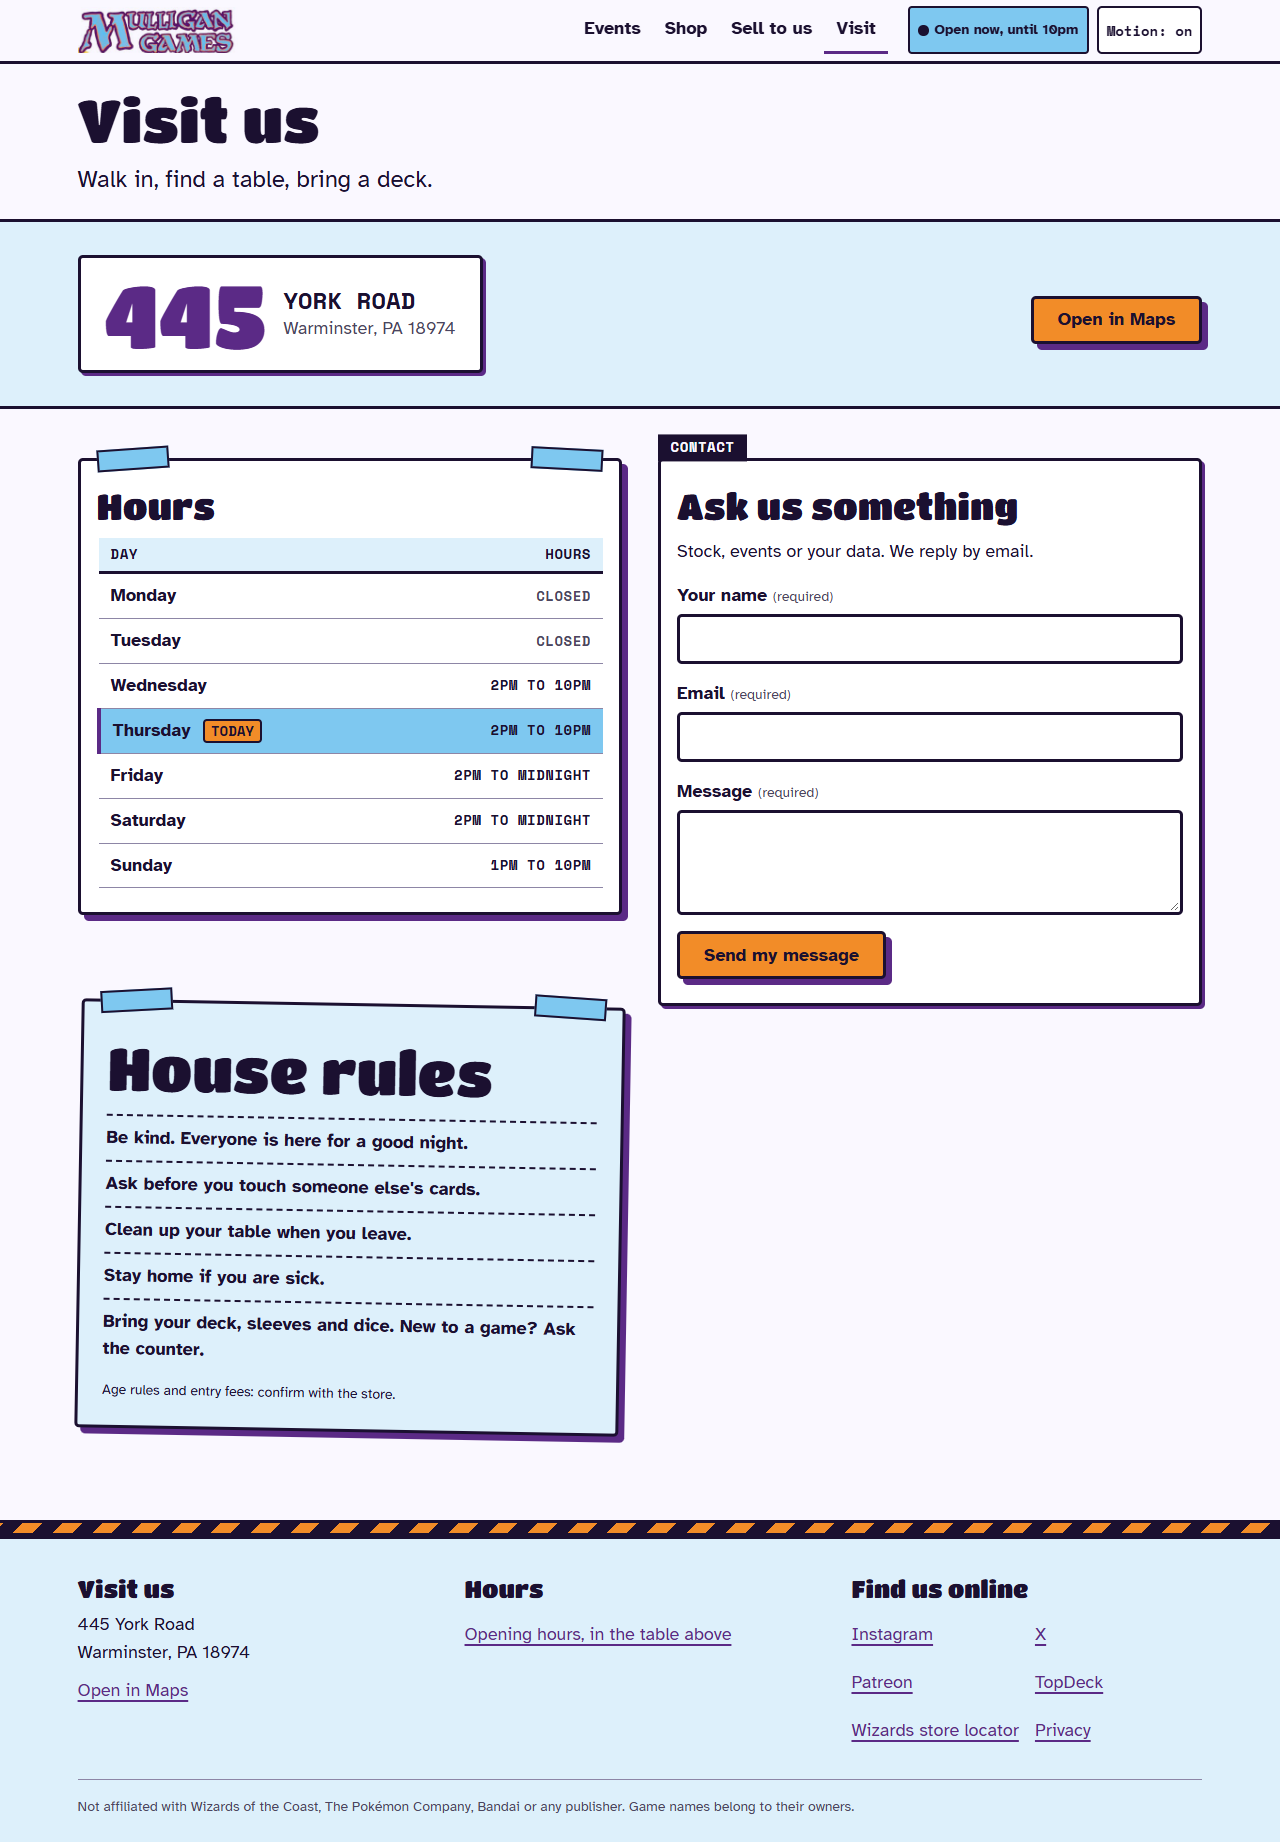 MULLIGAN GAMES
Events Shop Sell to us Visit
Open now, until 10pm
Motion: on
Visit us
Walk in, find a table, bring a deck.
445
YORK ROAD
Warminster, PA 18974
Open in Maps
Hours
DAY HOURS
Monday CLOSED
Tuesday CLOSED
Wednesday 2PM TO 10PM
Thursday TODAY 2PM TO 10PM
Friday 2PM TO MIDNIGHT
Saturday 2PM TO MIDNIGHT
Sunday 1PM TO 10PM
CONTACT
Ask us something
Stock, events or your data. We reply by email.
Your name (required)
Email (required)
Message (required)
Send my message
House rules
Be kind. Everyone is here for a good night.
Ask before you touch someone else's cards.
Clean up your table when you leave.
Stay home if you are sick.
Bring your deck, sleeves and dice. New to a game? Ask
the counter.
Age rules and entry fees: confirm with the store.
Visit us
445 York Road
Warminster, PA 18974
Open in Maps
Hours
Opening hours, in the table above
Find us online
Instagram X
Patreon TopDeck
Wizards store locator Privacy
Not affiliated with Wizards of the Coast, The Pokémon Company, Bandai or any publisher. Game names belong to their owners.